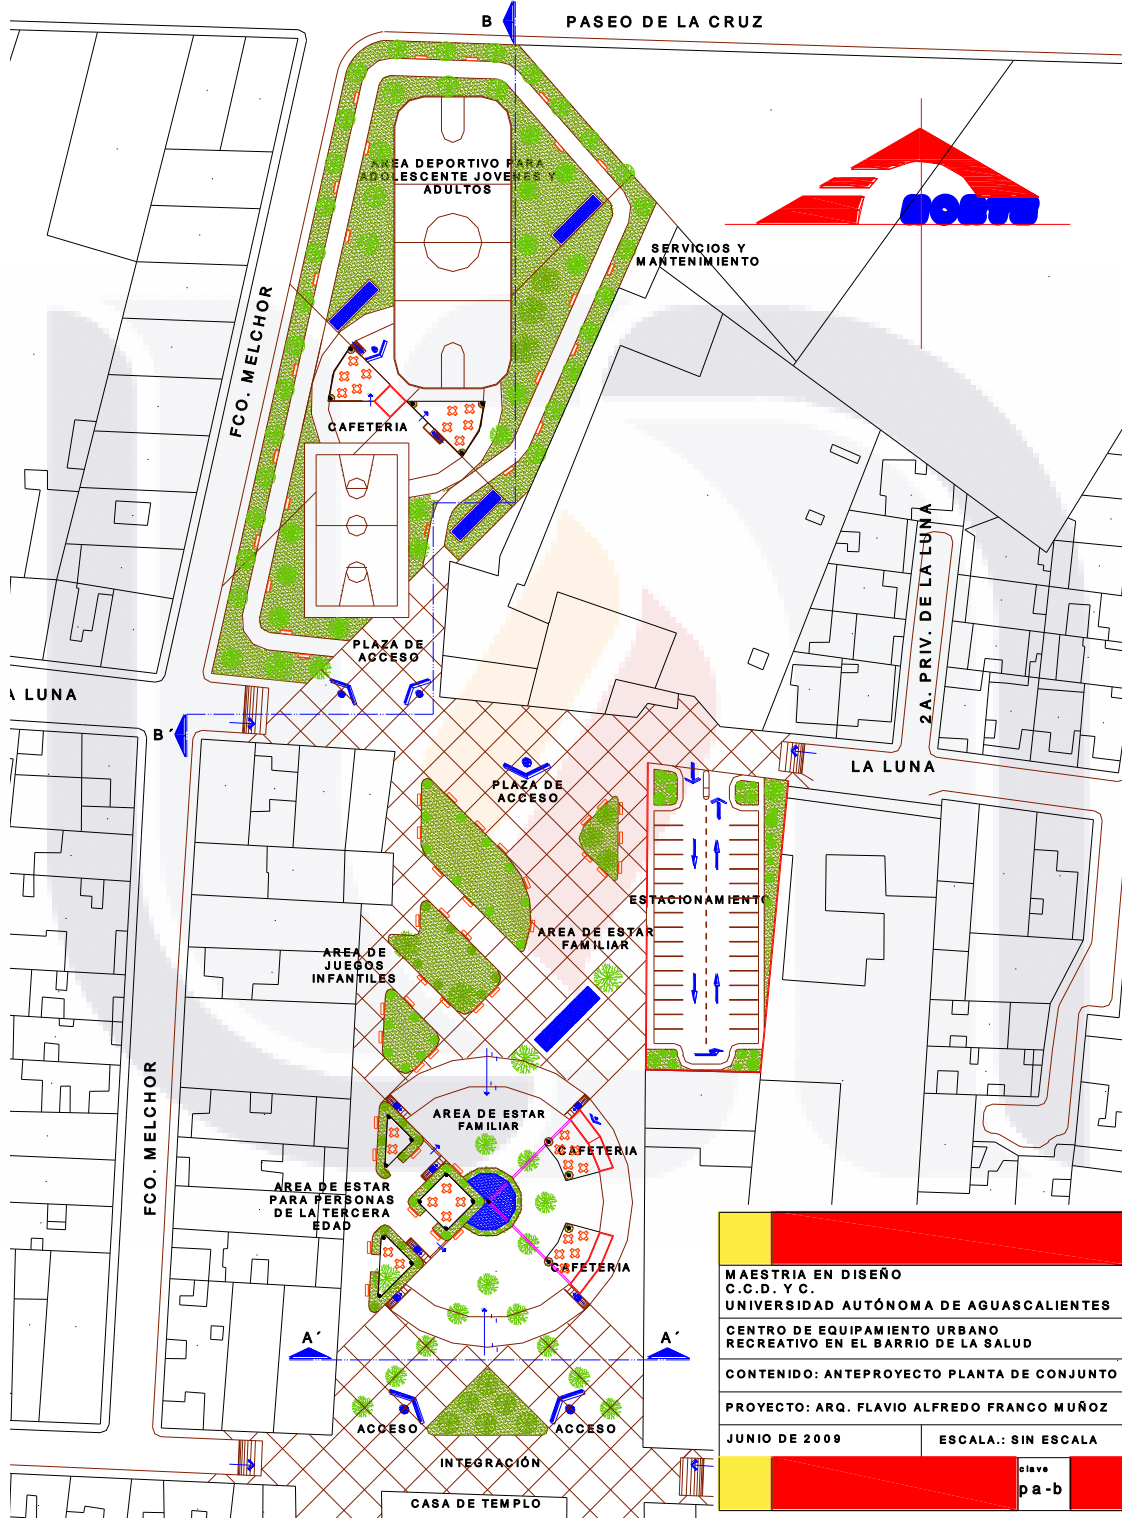 B
PASEO DE LA CRUZ
AREA DEPORTIVO PARA
ADOLESCENTE JOVENES Y
ADULTOS
NOSTE
SERVICIOS Y
MANTENIMIENTO
FCO. MELCHOR
CAFETERIA
2A. PRIV. DE LA LUNA
PLAZA DE
ACCESO
A LUNA
B´
LA LUNA
PLAZA DE
ACCESO
ESTACIONAMIENTO
AREA DE ESTAR
FAMILIAR
AREA DE
JUEGOS
INFANTILES
FCO. MELCHOR
AREA DE ESTAR
FAMILIAR
CAFETERIA
AREA DE ESTAR
PARA PERSONAS
DE LA TERCERA
EDAD
CAFETERIA
A´
A´
ACCESO
ACCESO
INTEGRACIÓN
CASA DE TEMPLO
MAESTRIA EN DISEÑO
C.C.D. Y C.
UNIVERSIDAD AUTÓNOMA DE AGUASCALIENTES
CENTRO DE EQUIPAMIENTO URBANO
RECREATIVO EN EL BARRIO DE LA SALUD
CONTENIDO: ANTEPROYECTO PLANTA DE CONJUNTO
PROYECTO: ARQ. FLAVIO ALFREDO FRANCO MUÑOZ
JUNIO DE 2009
ESCALA.: SIN ESCALA
clave
pa-b